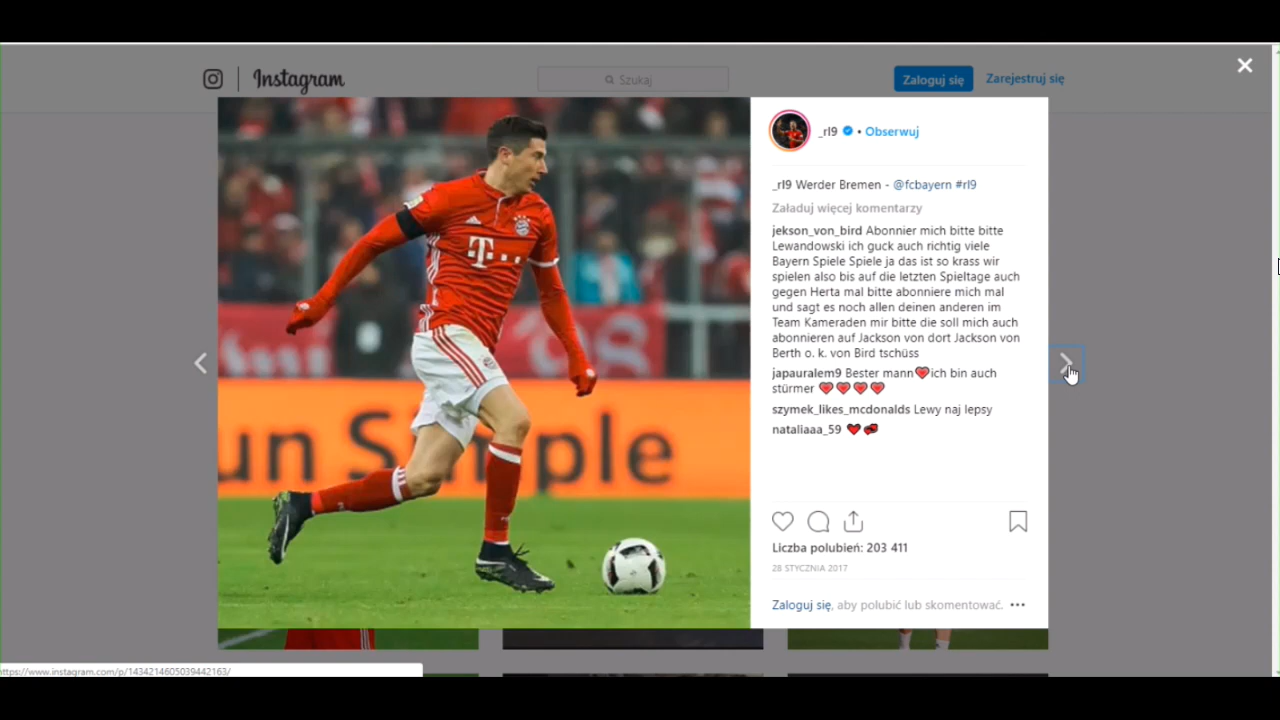 Instagram
Szukaj
Zaloguj się
Zarejestruj się
_rl9 • Obserwuj
_rl9 Werder Bremen - @fcbayern #rl9
Załaduj więcej komentarzy
jekson_von_bird Abonnier mich bitte bitte
Lewandowski ich guck auch richtig viele
Bayern Spiele Spiele ja das ist so krass wir
spielen also bis auf die letzten Spieltage auch
gegen Herta mal bitte abonniere mich mal
und sagt es noch allen deinen anderen im
Team Kameraden mir bitte die soll mich auch
abonnieren auf Jackson von dort Jackson von
Berth o. k. von Bird tschüss
japauralem9 Bester mann❤ich bin auch
stürmer ❤❤❤❤
szymek_likes_mcdonalds Lewy naj lepsy
nataliaaa_59 ❤💋
Liczba polubień: 203 411
28 STYCZNIA 2017
Zaloguj się, aby polubić lub skomentować.
T
un Simple
https://www.instagram.com/p/1434214605039442163/